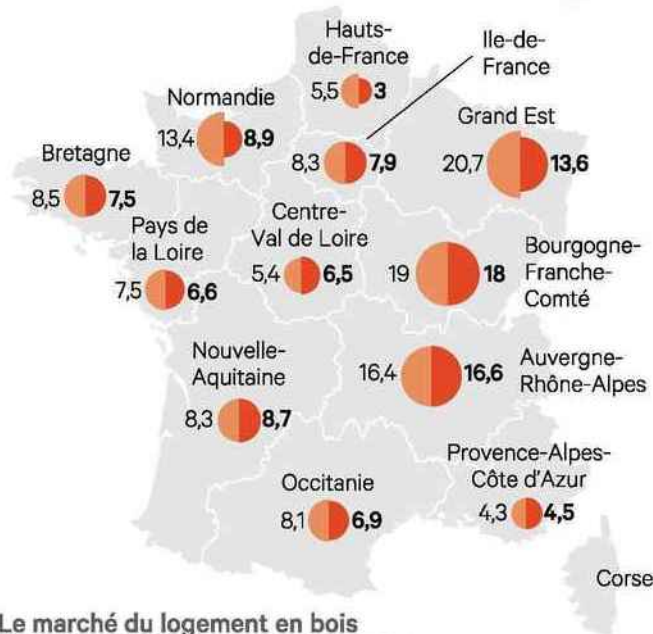 Hauts-
de-France
5,5 3
Ile-de-
France
Normandie
13,4 8,9
8,3 7,9
Grand Est
20,7 13,6
Bretagne
8,5 7,5
Pays de
la Loire
7,5 6,6
Centre-
Val de Loire
5,4 6,5
19 18
Bourgogne-
Franche-
Comté
Nouvelle-
Aquitaine
8,3 8,7
16,4 16,6
Auvergne-
Rhône-Alpes
Occitanie
8,1 6,9
Provence-Alpes-
Côte d'Azur
4,3 4,5
Corse
Le marché du logement en bois